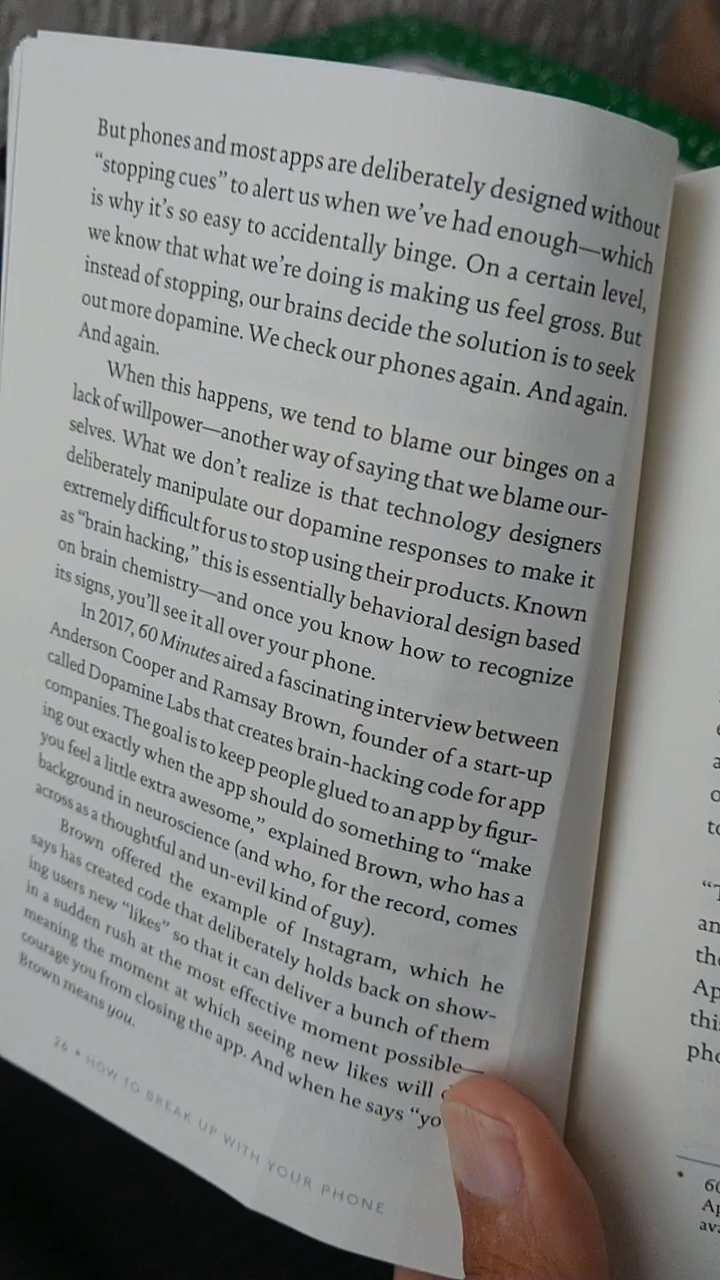 But phones and most apps are deliberately designed without
“stopping cues” to alert us when we’ve had enough—which
is why it’s so easy to accidentally binge. On a certain level,
we know that what we’re doing is making us feel gross. But
instead of stopping, our brains decide the solution is to seek
out more dopamine. We check our phones again. And again.
And again.
When this happens, we tend to blame our binges on a
lack of willpower—another way of saying that we blame our-
selves. What we don’t realize is that technology designers
deliberately manipulate our dopamine responses to make it
extremely difficult for us to stop using their products. Known
as “brain hacking,” this is essentially behavioral design based
on brain chemistry—and once you know how to recognize
its signs, you’ll see it all over your phone.
In 2017, 60 Minutes aired a fascinating interview between
Anderson Cooper and Ramsay Brown, founder of a start-up
called Dopamine Labs that creates brain-hacking code for app
companies. The goal is to keep people glued to an app by figur-
ing out exactly when the app should do something to “make
you feel a little extra awesome,” explained Brown, who has a
background in neuroscience (and who, for the record, comes
across as a thoughtful and un-evil kind of guy).
Brown offered the example of Instagram, which he
says has created code that deliberately holds back on show-
ing users new “likes” so that it can deliver a bunch of them
in a sudden rush at the most effective moment possible—
meaning the moment at which seeing new likes will
courage you from closing the app. And when he says “yo
Brown means you.
26 * HOW TO BREAK UP WITH YOUR PHONE